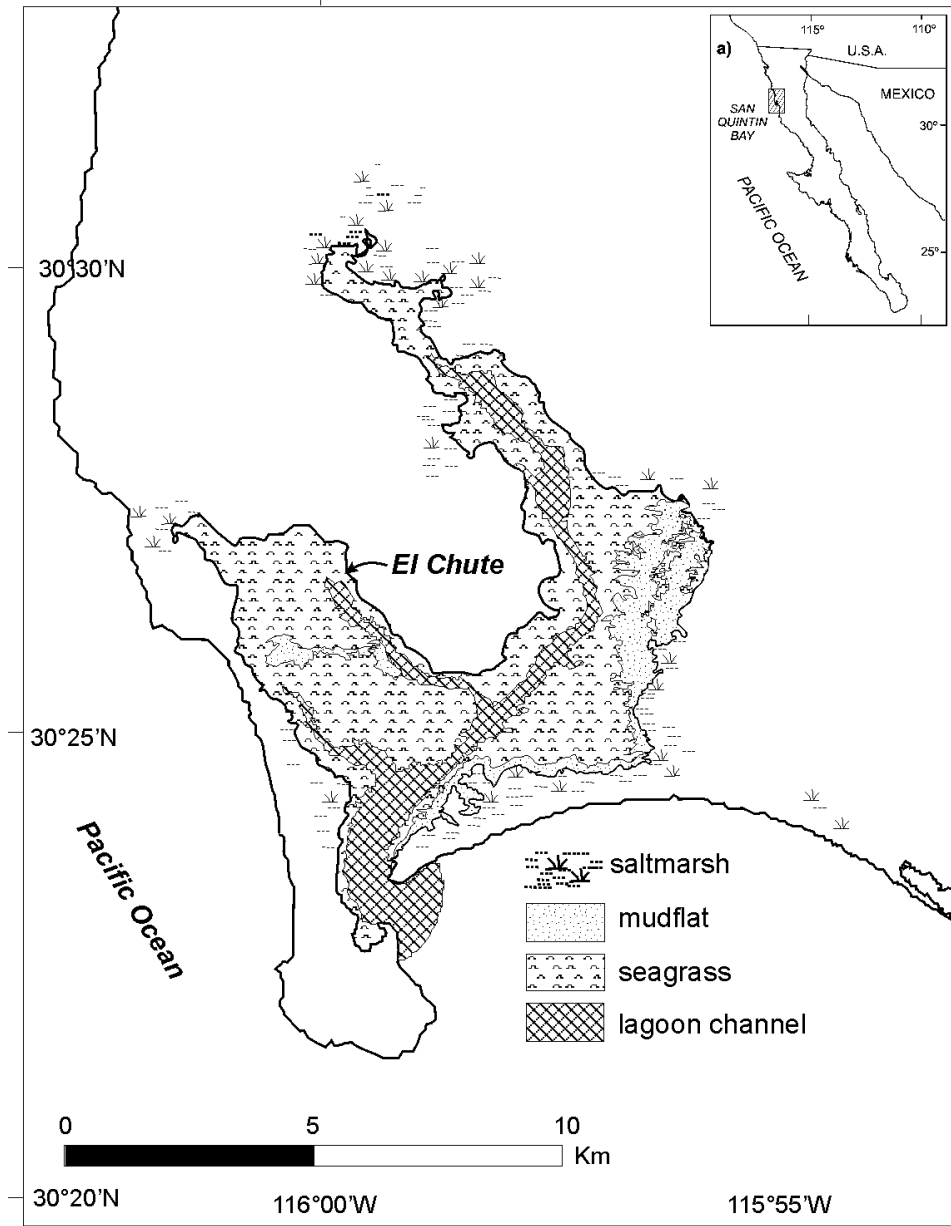 a)
115°
110°
U.S.A.
MEXICO
SAN
QUINTIN
BAY
30°
PACIFIC OCEAN
25°
30°30'N
El Chute
30°25'N
Pacific Ocean
saltmarsh
mudflat
seagrass
lagoon channel
0
5
10
Km
30°20'N
116°00'W
115°55'W